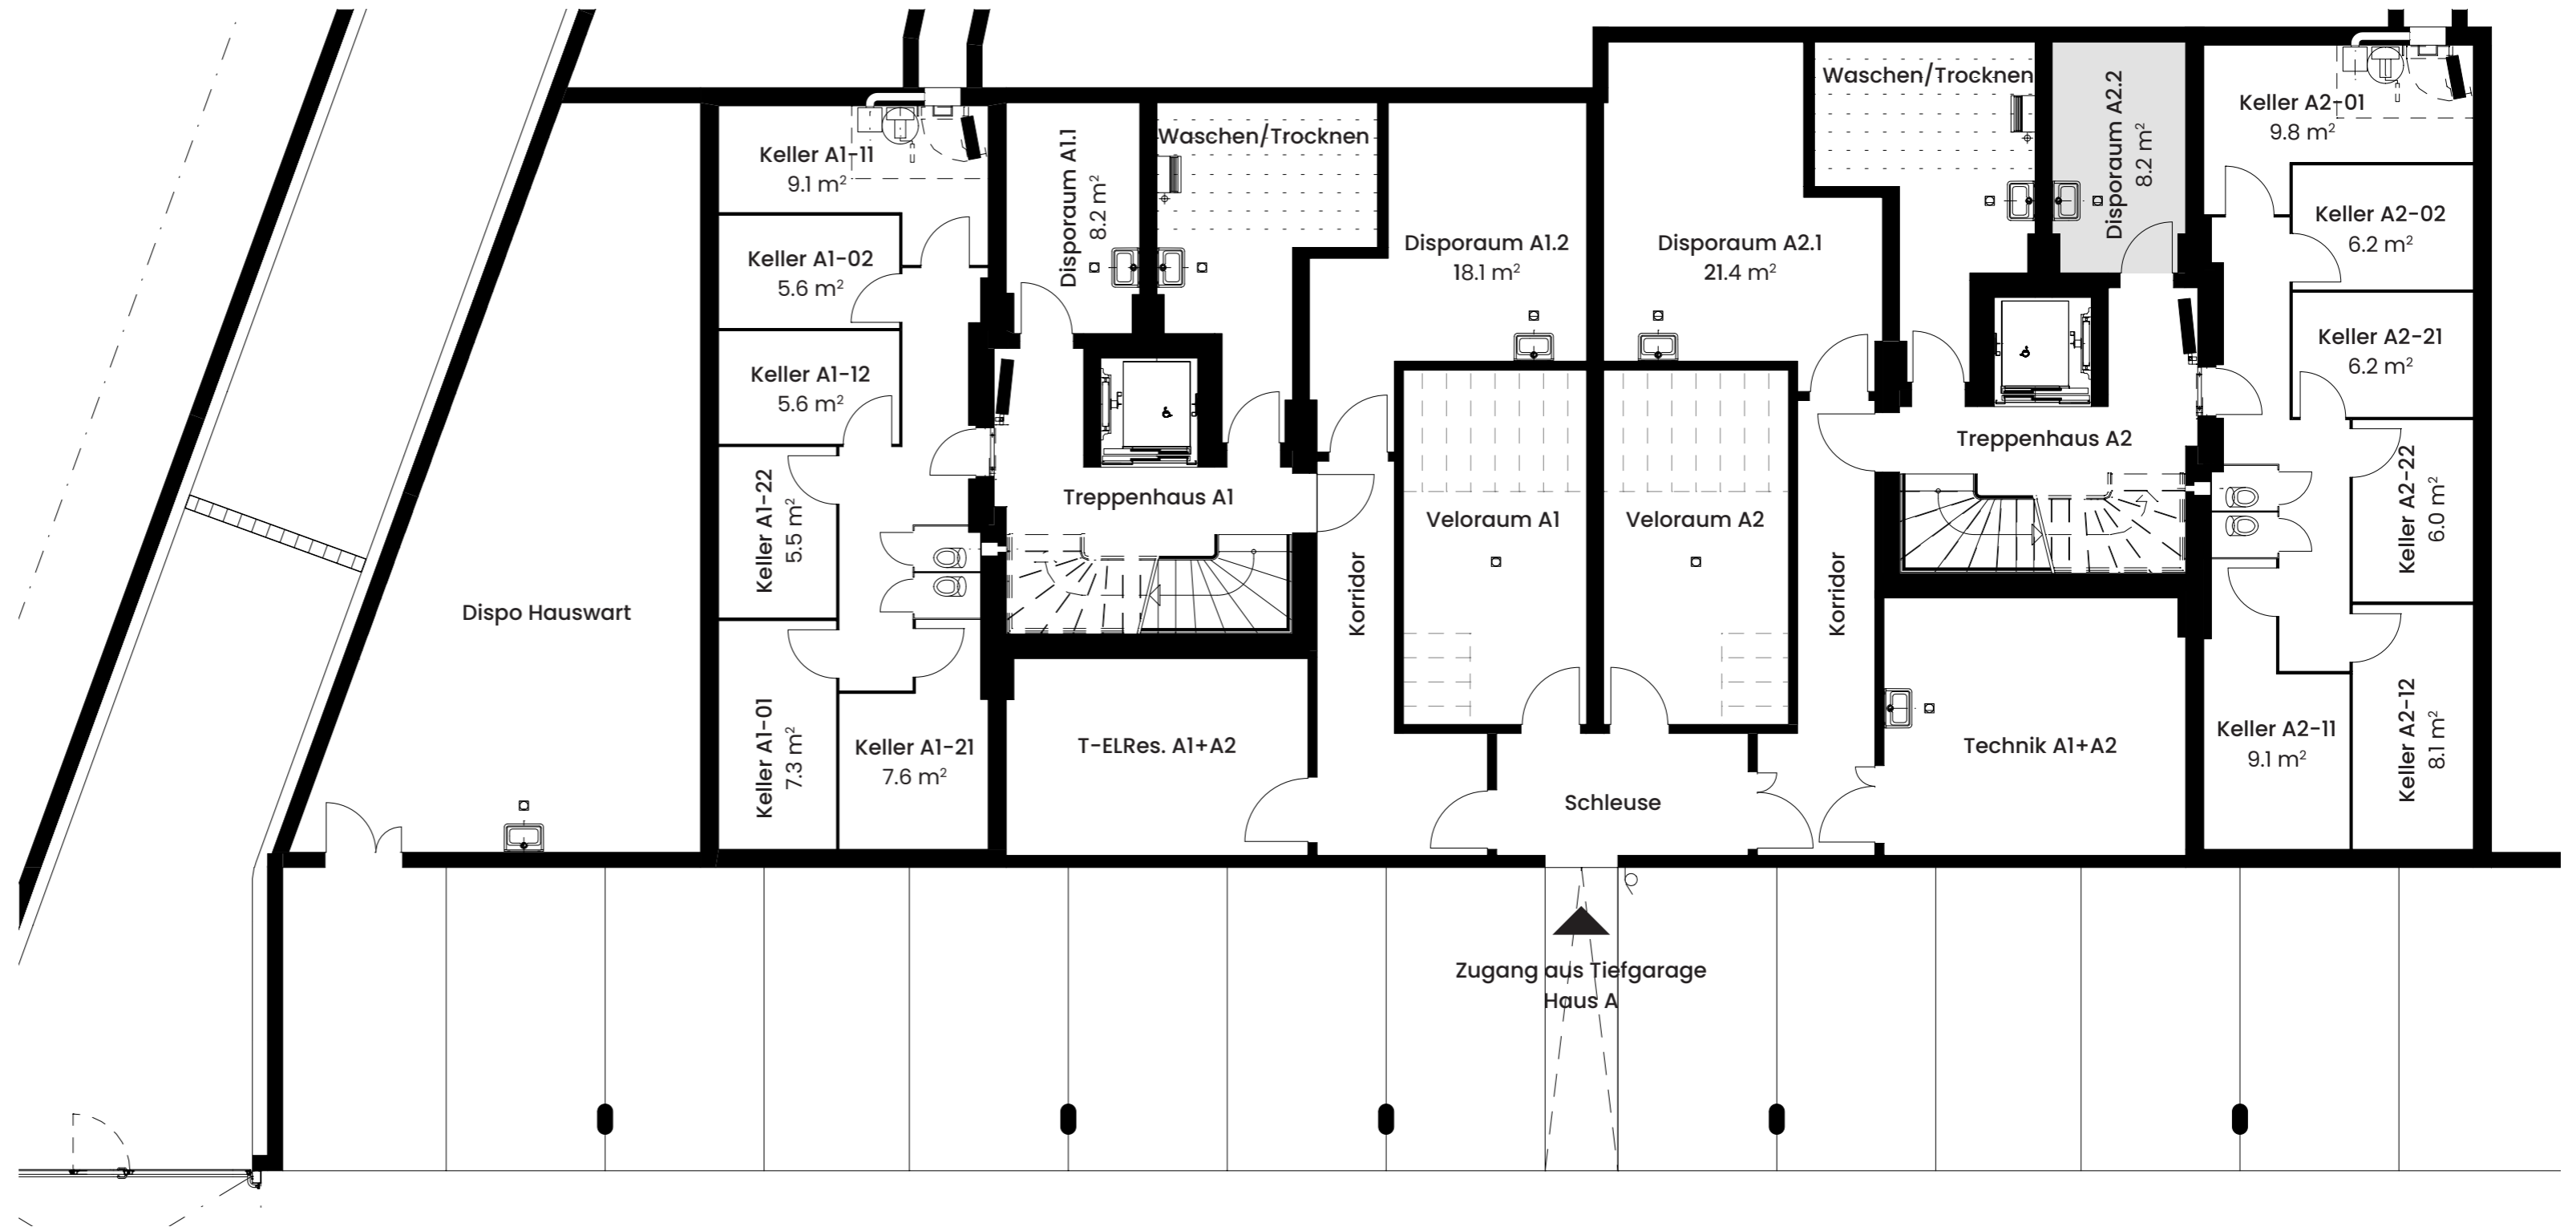 Keller A1-11
9.1 m²
Keller A1-02
5.6 m²
Keller A1-12
5.6 m²
Keller A1-22
5.5 m²
Keller A1-01
7.3 m²
Keller A1-21
7.6 m²
Dispo Hauswart
Disporaum A1.1
8.2 m²
Waschen/Trocknen
Treppenhaus A1
T-ELRes. A1+A2
Disporaum A1.2
18.1 m²
Korridor
Veloraum A1
Veloraum A2
Schleuse
Disporaum A2.1
21.4 m²
Waschen/Trocknen
Disporaum A2.2
8.2 m²
Treppenhaus A2
Korridor
Technik A1+A2
Keller A2-01
9.8 m²
Keller A2-02
6.2 m²
Keller A2-21
6.2 m²
Keller A2-22
6.0 m²
Keller A2-11
9.1 m²
Keller A2-12
8.1 m²
Zugang aus Tiefgarage
Haus A